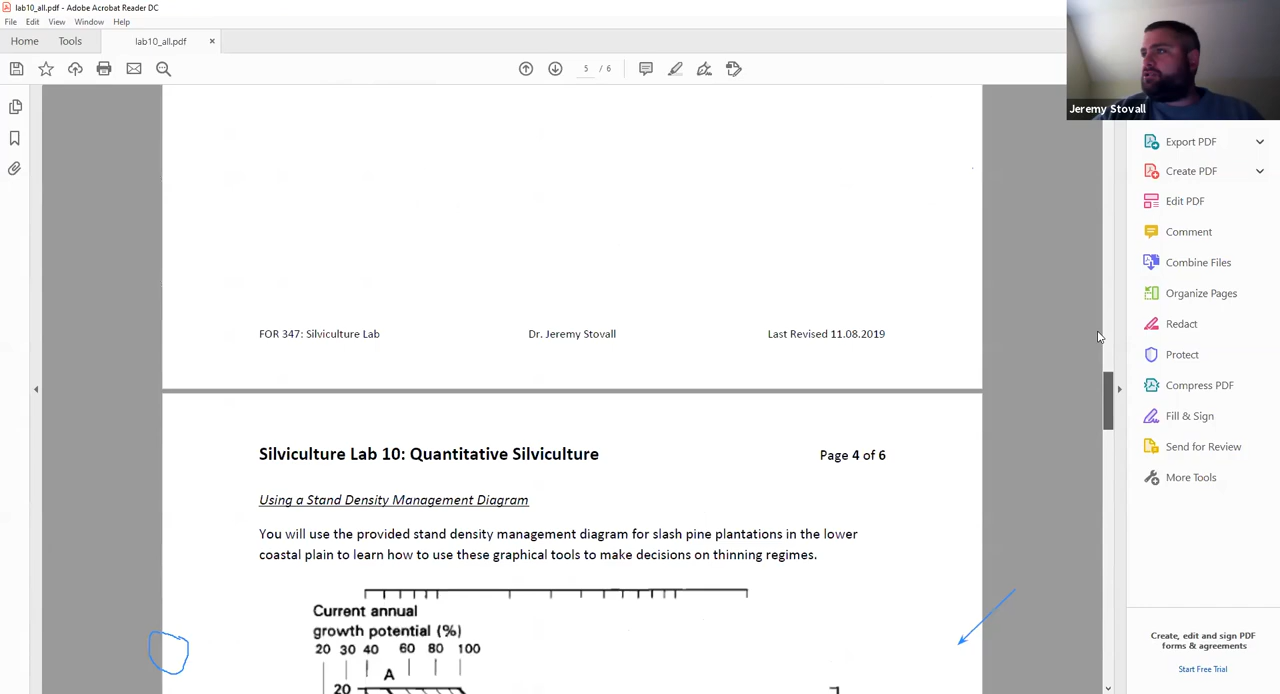 lab10_all.pdf - Adobe Acrobat Reader DC
File Edit View Window Help
Home Tools lab10_all.pdf ×
5 / 6
Jeremy Stovall
Export PDF
Create PDF
Edit PDF
Comment
Combine Files
Organize Pages
Redact
Protect
Compress PDF
Fill & Sign
Send for Review
More Tools
Create, edit and sign PDF
forms & agreements
Start Free Trial
FOR 347: Silviculture Lab Dr. Jeremy Stovall Last Revised 11.08.2019
Silviculture Lab 10: Quantitative Silviculture Page 4 of 6
Using a Stand Density Management Diagram
You will use the provided stand density management diagram for slash pine plantations in the lower
coastal plain to learn how to use these graphical tools to make decisions on thinning regimes.
Current annual
growth potential (%)
20 30 40 60 80 100
A
20